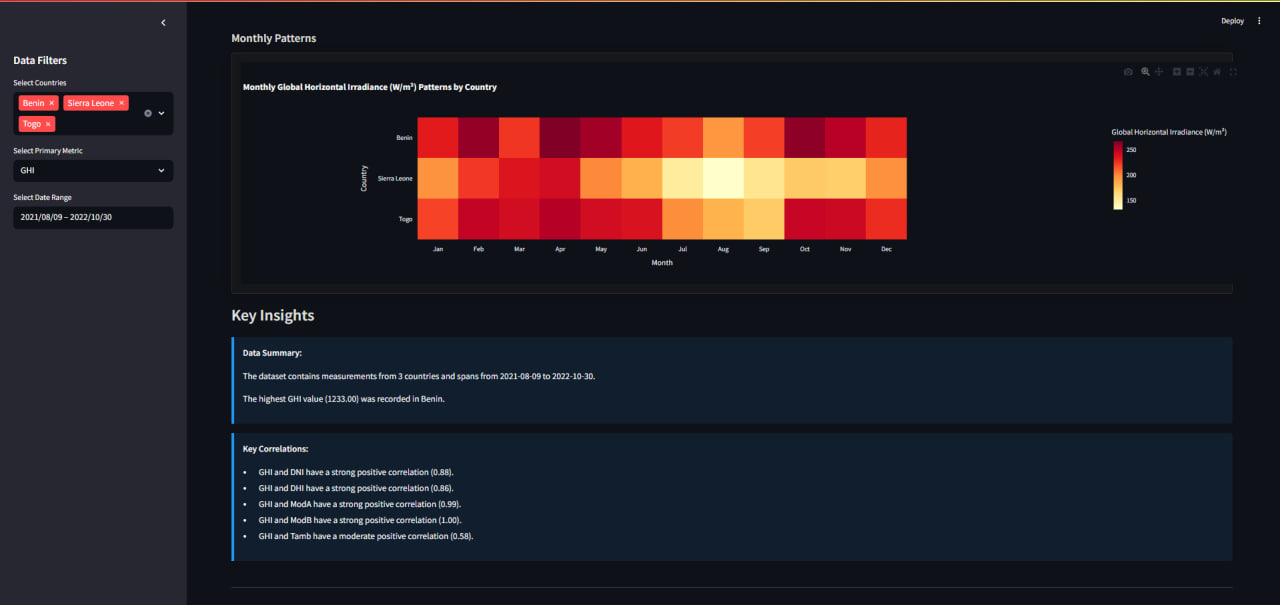 Deploy
Data Filters
Select Countries
Benin ×
Sierra Leone ×
Togo ×
Select Primary Metric
GHI
Select Date Range
2021/08/09 – 2022/10/30
Monthly Patterns
Monthly Global Horizontal Irradiance (W/m²) Patterns by Country
Country
Benin
Sierra Leone
Togo
Jan Feb Mar Apr May Jun Jul Aug Sep Oct Nov Dec
Month
Global Horizontal Irradiance (W/m²)
250
200
150
Key Insights
Data Summary:
The dataset contains measurements from 3 countries and spans from 2021-08-09 to 2022-10-30.
The highest GHI value (1233.00) was recorded in Benin.
Key Correlations:
• GHI and DNI have a strong positive correlation (0.88).
• GHI and DHI have a strong positive correlation (0.86).
• GHI and ModA have a strong positive correlation (0.99).
• GHI and ModB have a strong positive correlation (1.00).
• GHI and Tamb have a moderate positive correlation (0.58).